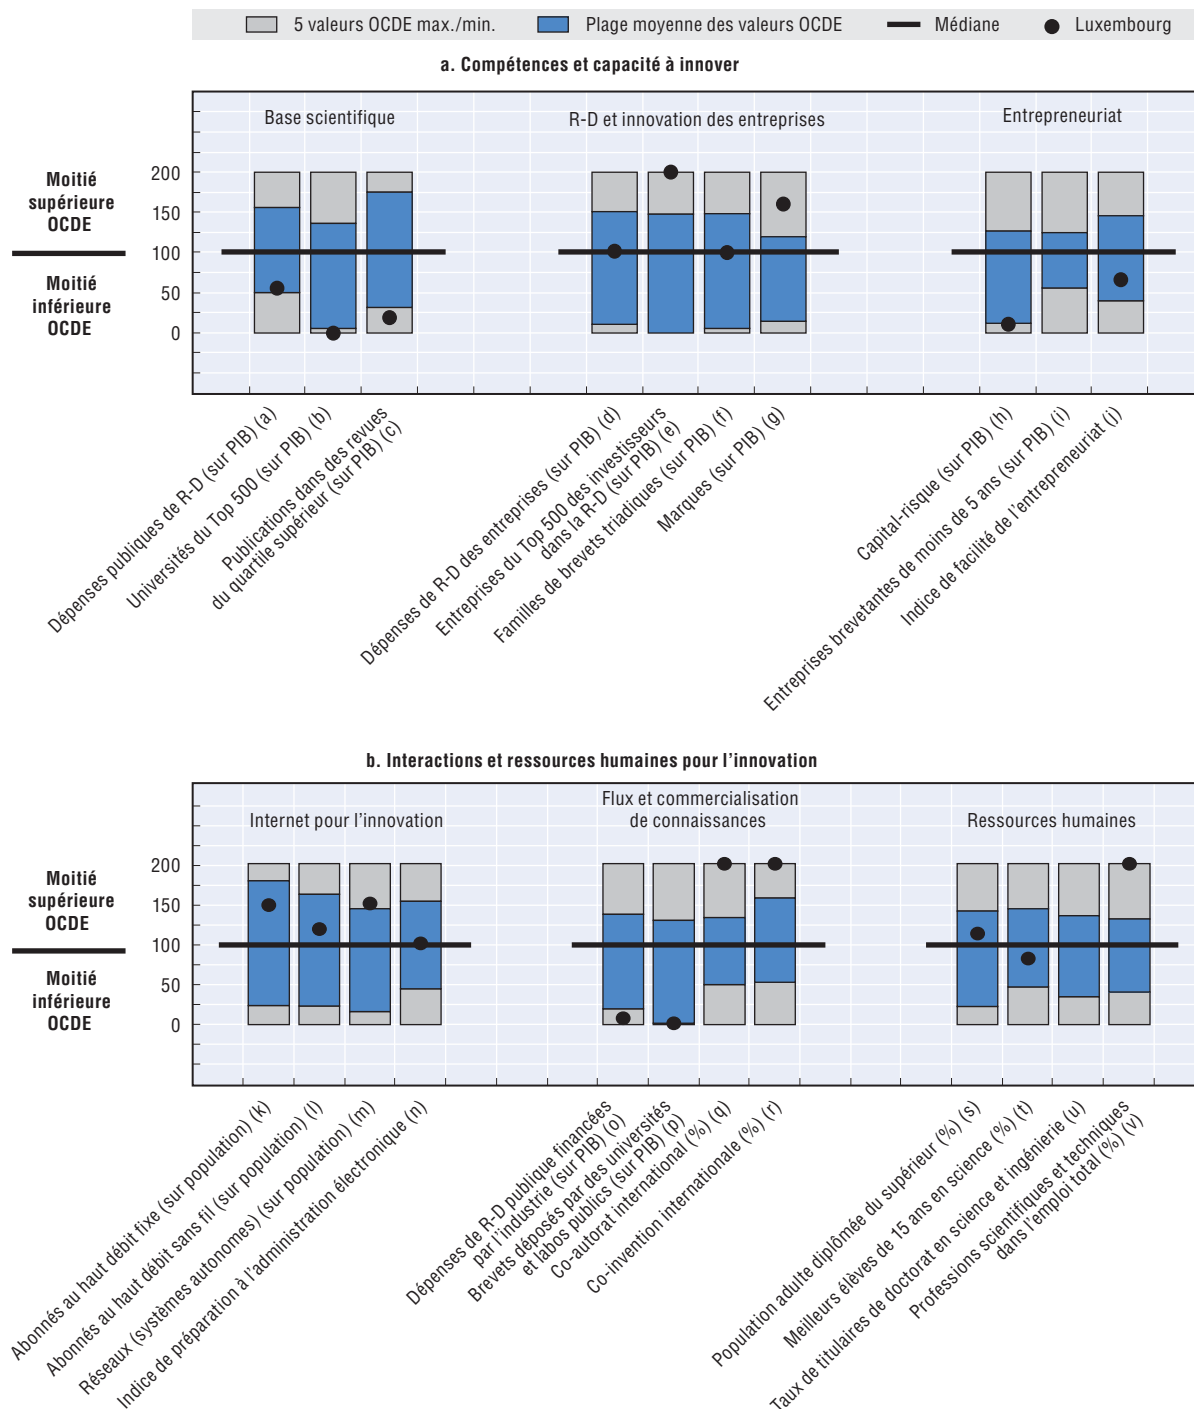 5 valeurs OCDE max./min.
Plage moyenne des valeurs OCDE
Médiane
Luxembourg
a. Compétences et capacité à innover
Base scientifique
R-D et innovation des entreprises
Entrepreneuriat
Moitié
supérieure
OCDE
Moitié
inférieure
OCDE
200
150
100
50
0
Dépenses publiques de R-D (sur PIB) (a)
Universités du Top 500 (sur PIB) (b)
Publications dans des revues
du quartile supérieur (sur PIB) (c)
Dépenses de R-D des entreprises (sur PIB) (d)
Entreprises du Top 500 des investisseurs
dans la R-D (sur PIB) (e)
Familles de brevets triadiques (sur PIB) (f)
Marques (sur PIB) (g)
Capital-risque (sur PIB) (h)
Entreprises brevetantes de moins de 5 ans (sur PIB) (i)
Indice de facilité de l'entrepreneuriat (j)
b. Interactions et ressources humaines pour l'innovation
Internet pour l'innovation
Flux et commercialisation
de connaissances
Ressources humaines
Moitié
supérieure
OCDE
Moitié
inférieure
OCDE
200
150
100
50
0
Abonnés au haut débit fixe (sur population) (k)
Abonnés au haut débit sans fil (sur population) (l)
Réseaux (systèmes autonomes) (sur population) (m)
Indice de préparation à l'administration électronique (n)
Dépenses de R-D publique financées
par l'industrie (sur PIB) (o)
Brevets déposés par des universités
et labos publics (sur PIB) (p)
Co-autorat international (%) (q)
Co-invention internationale (%) (r)
Population adulte diplômée du supérieur (%) (s)
Meilleurs élèves de 15 ans en science (%) (t)
Taux de titulaires de doctorat en science et ingénierie (u)
Professions scientifiques et techniques
dans l'emploi total (%) (v)